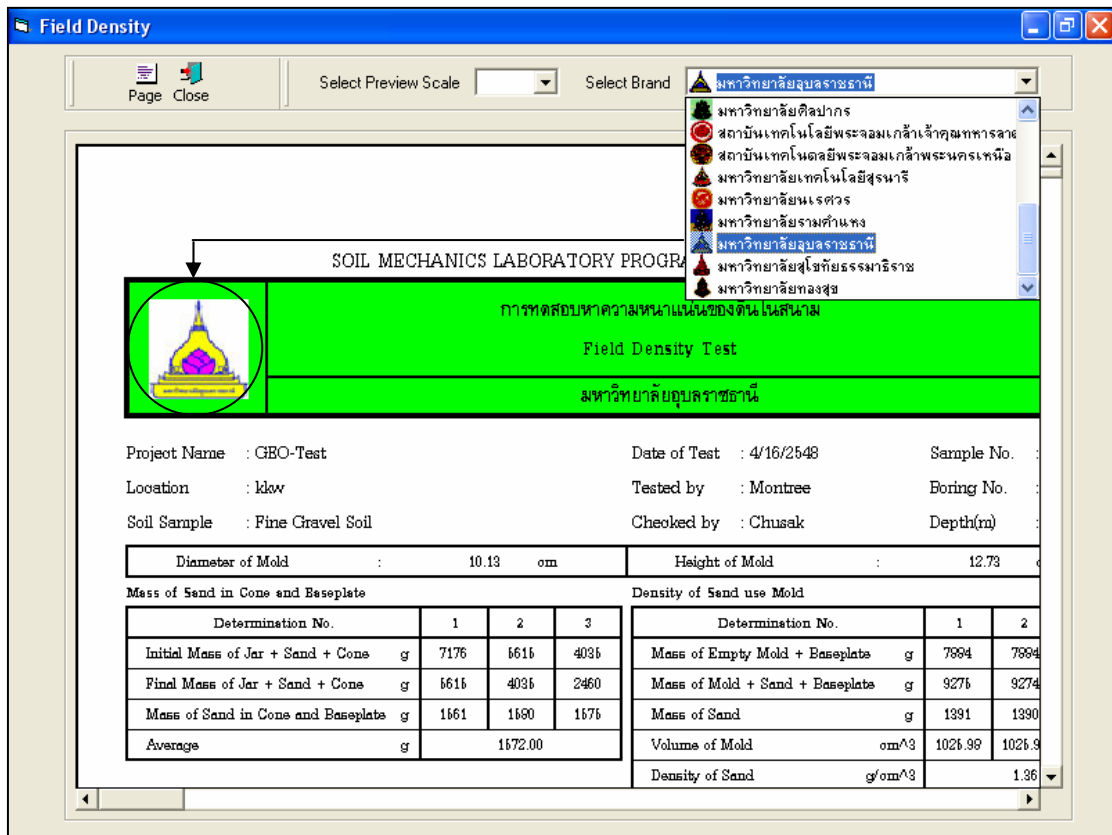 Field Density
Page Close
Select Preview Scale
Select Brand มหาวิทยาลัยอุบลราชธานี
มหาวิทยาลัยศิลปากร
สถาบันเทคโนโลยีพระจอมเกล้าเจ้าคุณทหารลาด
สถาบันเทคโนดลยีพระจอมเกล้าพระนครเหนือ
มหาวิทยาลัยเทคโนโลยีสุรนารี
มหาวิทยาลัยนเรศวร
มหาวิทยาลัยรามคำแหง
มหาวิทยาลัยอุบลราชธานี
มหาวิทยาลัยสุโขทัยธรรมาธิราช
มหาวิทยาลัยทองสุข
SOIL MECHANICS LABORATORY PROGRA
การทดสอบหาความหนาแน่นของดินในสนาม
Field Density Test
มหาวิทยาลัยอุบลราชธานี
Project Name : GEO-Test Date of Test : 4/16/2548 Sample No. :
Location : kkw Tested by : Montree Boring No. :
Soil Sample : Fine Gravel Soil Checked by : Chusak Depth(m) :
Diameter of Mold : 10.13 cm Height of Mold : 12.73
Mass of Sand in Cone and Baseplate
Determination No. 1 2 3
Initial Mass of Jar + Sand + Cone g 7176 5615 4035
Final Mass of Jar + Sand + Cone g 5615 4035 2460
Mass of Sand in Cone and Baseplate g 1561 1580 1575
Average g 1572.00
Density of Sand use Mold
Determination No. 1 2
Mass of Empty Mold + Baseplate g 7884 7884
Mass of Mold + Sand + Baseplate g 9275 9274
Mass of Sand g 1391 1390
Volume of Mold cm^3 1025.98 1025.9
Density of Sand g/cm^3 1.36